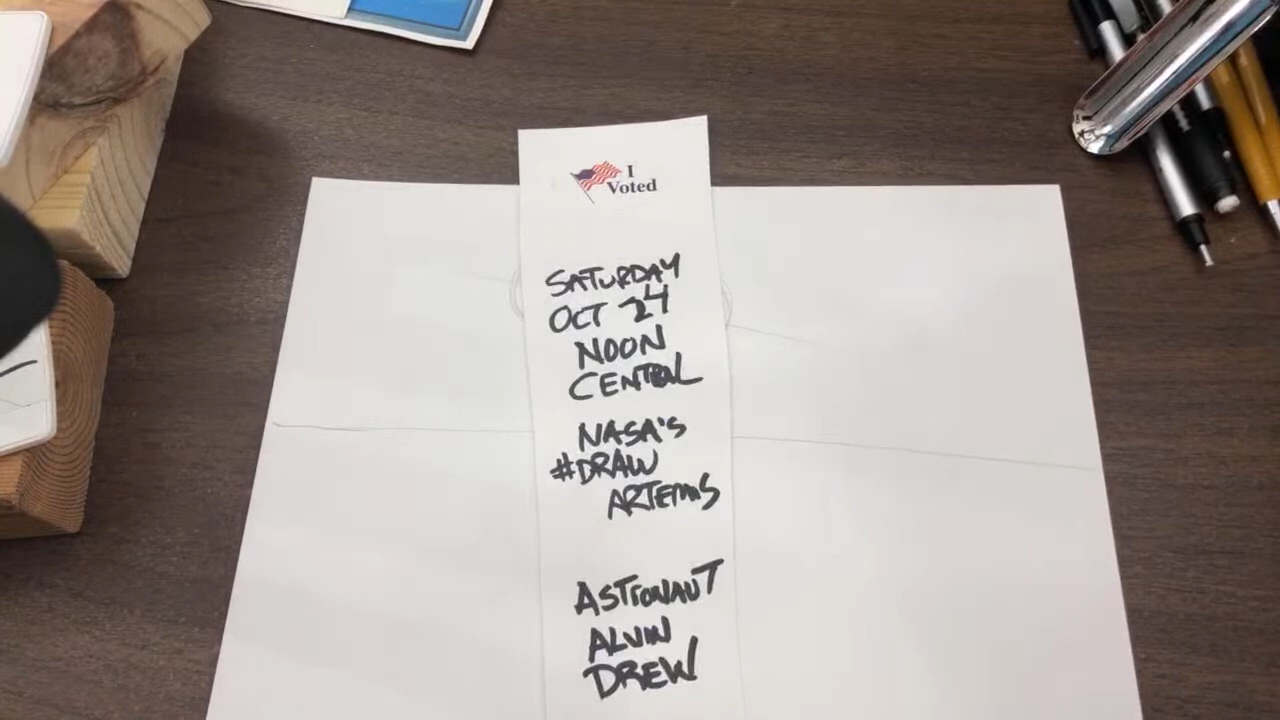 I
Voted
SATURDAY
OCT 24
NOON
CENTRAL
NASA'S
#DRAW
ARTEMIS
ASTRONAUT
ALVIN
DREW